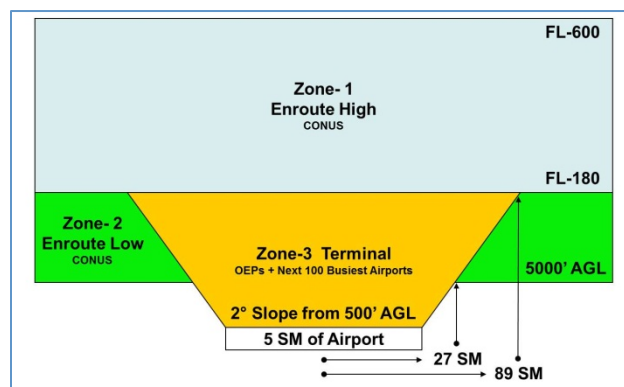 FL-600
Zone- 1
Enroute High
CONUS
FL-180
Zone- 2
Enroute Low
CONUS
Zone-3 Terminal
OEPs + Next 100 Busiest Airports
5000’ AGL
2° Slope from 500’ AGL
5 SM of Airport
27 SM
89 SM